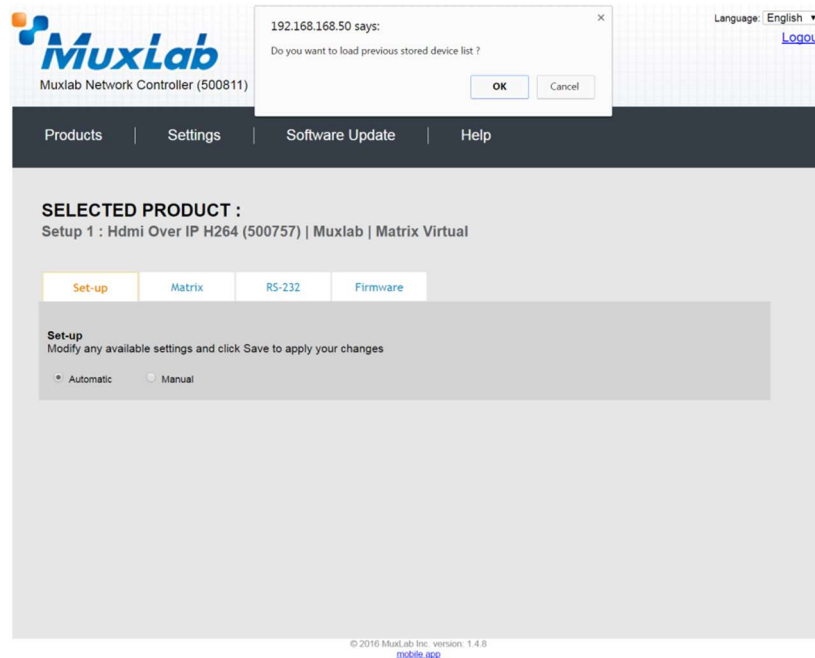 MuxLab
Muxlab Network Controller (500811)
192.168.168.50 says:
Do you want to load previous stored device list ?
OK Cancel
Language: English
Logou
Products | Settings | Software Update | Help
SELECTED PRODUCT :
Setup 1 : Hdmi Over IP H264 (500757) | Muxlab | Matrix Virtual
Set-up Matrix RS-232 Firmware
Set-up
Modify any available settings and click Save to apply your changes
Automatic Manual
© 2016 MuxLab Inc. version: 1.4.8
mobile app